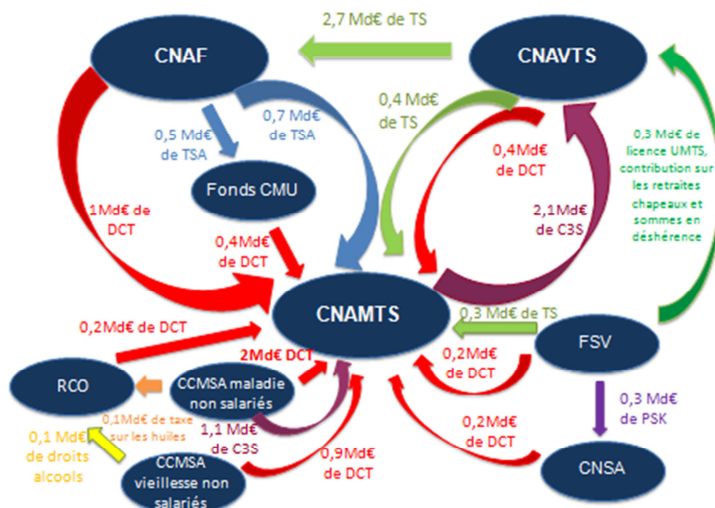 2,7 Md€ de TS
CNAF
CNAVTS
0,5 Md€
de TSA
0,7 Md€
de TSA
0,4 Md€
de TS
0,4Md€
de DCT
0,3 Md€ de
licence UMTS,
contribution sur
les retraites
chapeaux et
sommes en
déshérence
Fonds CMU
1Md€ de
DCT
0,4Md€
de DCT
2,1Md€
de C3S
CNAMTS
0,3 Md€ de TS
FSV
0,2Md€ de DCT
2Md€ DCT
0,2Md€
de DCT
RCO
CCMSA maladie
non salariés
0,3 Md€
de PSK
0,1Md€ de taxe
sur les huiles
1,1 Md€
de C3S
0,2Md€
de DCT
0,1 Md€
de droits
alcools
CCMSA
vieillesse non
salariés
0,9Md€
de DCT
CNSA